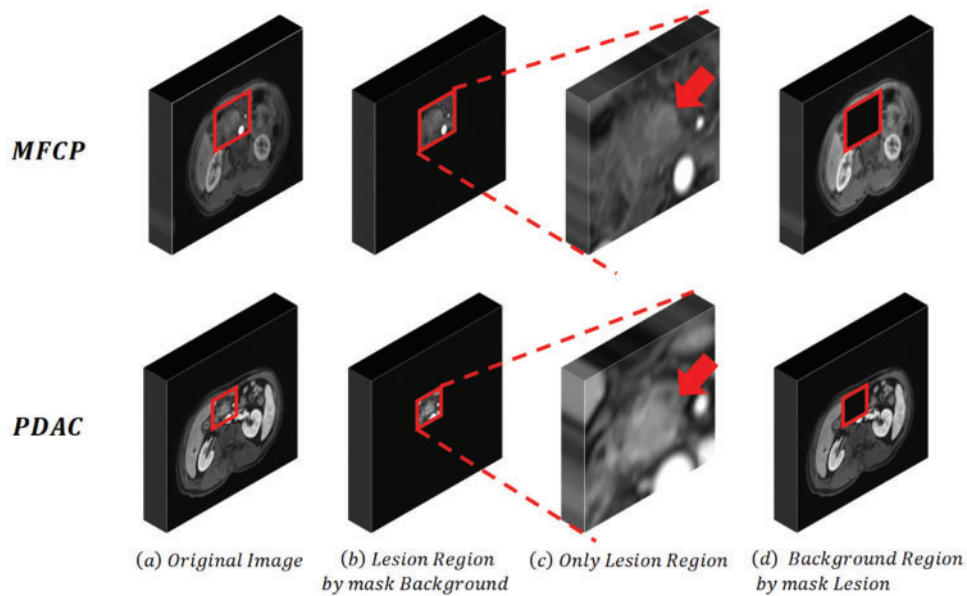 MFCP
PDAC
(a) Original Image
(b) Lesion Region
by mask Background
(c) Only Lesion Region
(d) Background Region
by mask Lesion